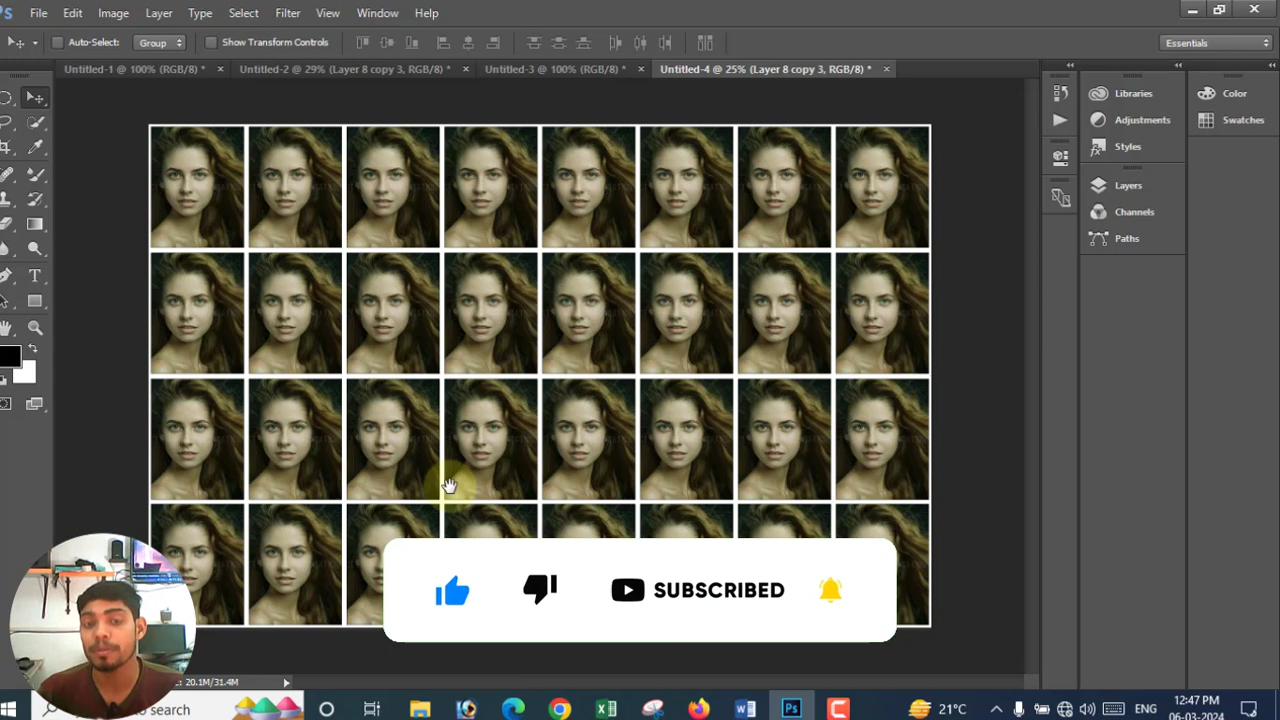 File Edit Image Layer Type Select Filter View Window Help
Auto-Select: Group Show Transform Controls Essentials
Untitled-1 @ 100% (RGB/8) * Untitled-2 @ 29% (Layer 8 copy 3, RGB/8) * Untitled-3 @ 100% (RGB/8) * Untitled-4 @ 25% (Layer 8 copy 3, RGB/8) *
Libraries Color
Adjustments Swatches
Styles
Layers
Channels
Paths
SUBSCRIBED
20.1M/31.4M
search 21°C ENG 12:47 PM
06-03-2024